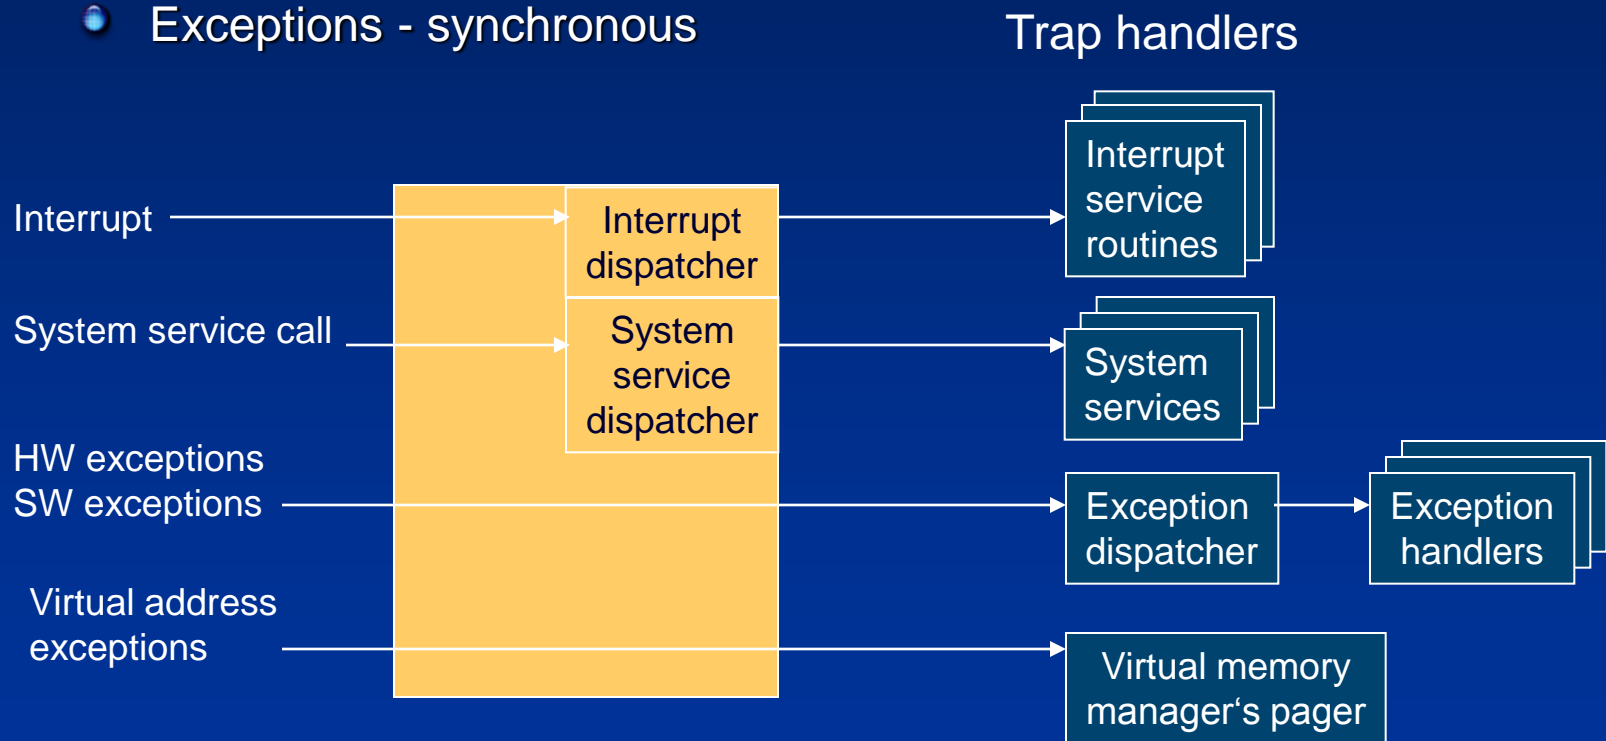 Exceptions - synchronous
Trap handlers
Interrupt
Interrupt
dispatcher
Interrupt
service
routines
System service call
System
service
dispatcher
System
services
HW exceptions
SW exceptions
Exception
dispatcher
Exception
handlers
Virtual address
exceptions
Virtual memory
manager‘s pager